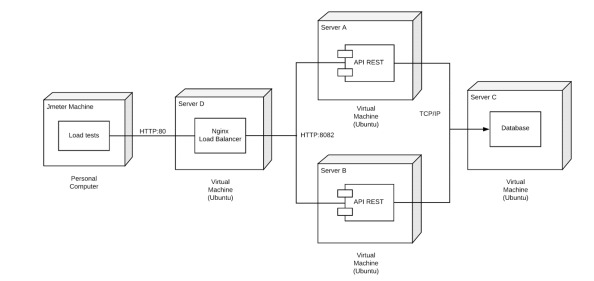 Jmeter Machine
Load tests
Personal
Computer
HTTP:80
Server D
Nginx
Load Balancer
Virtual
Machine
(Ubuntu)
HTTP:8082
Server A
API REST
Virtual
Machine
(Ubuntu)
Server B
API REST
Virtual
Machine
(Ubuntu)
TCP/IP
Server C
Database
Virtual
Machine
(Ubuntu)